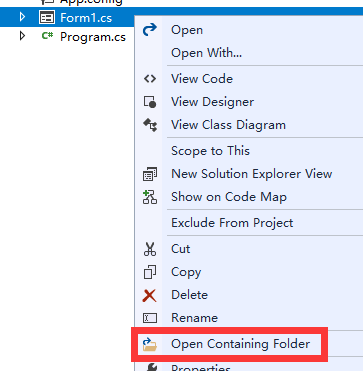 App.config
Form1.cs
C# Program.cs
Open
Open With...
View Code
View Designer
View Class Diagram
Scope to This
New Solution Explorer View
Show on Code Map
Exclude From Project
Cut
Copy
Delete
Rename
Open Containing Folder
Properties